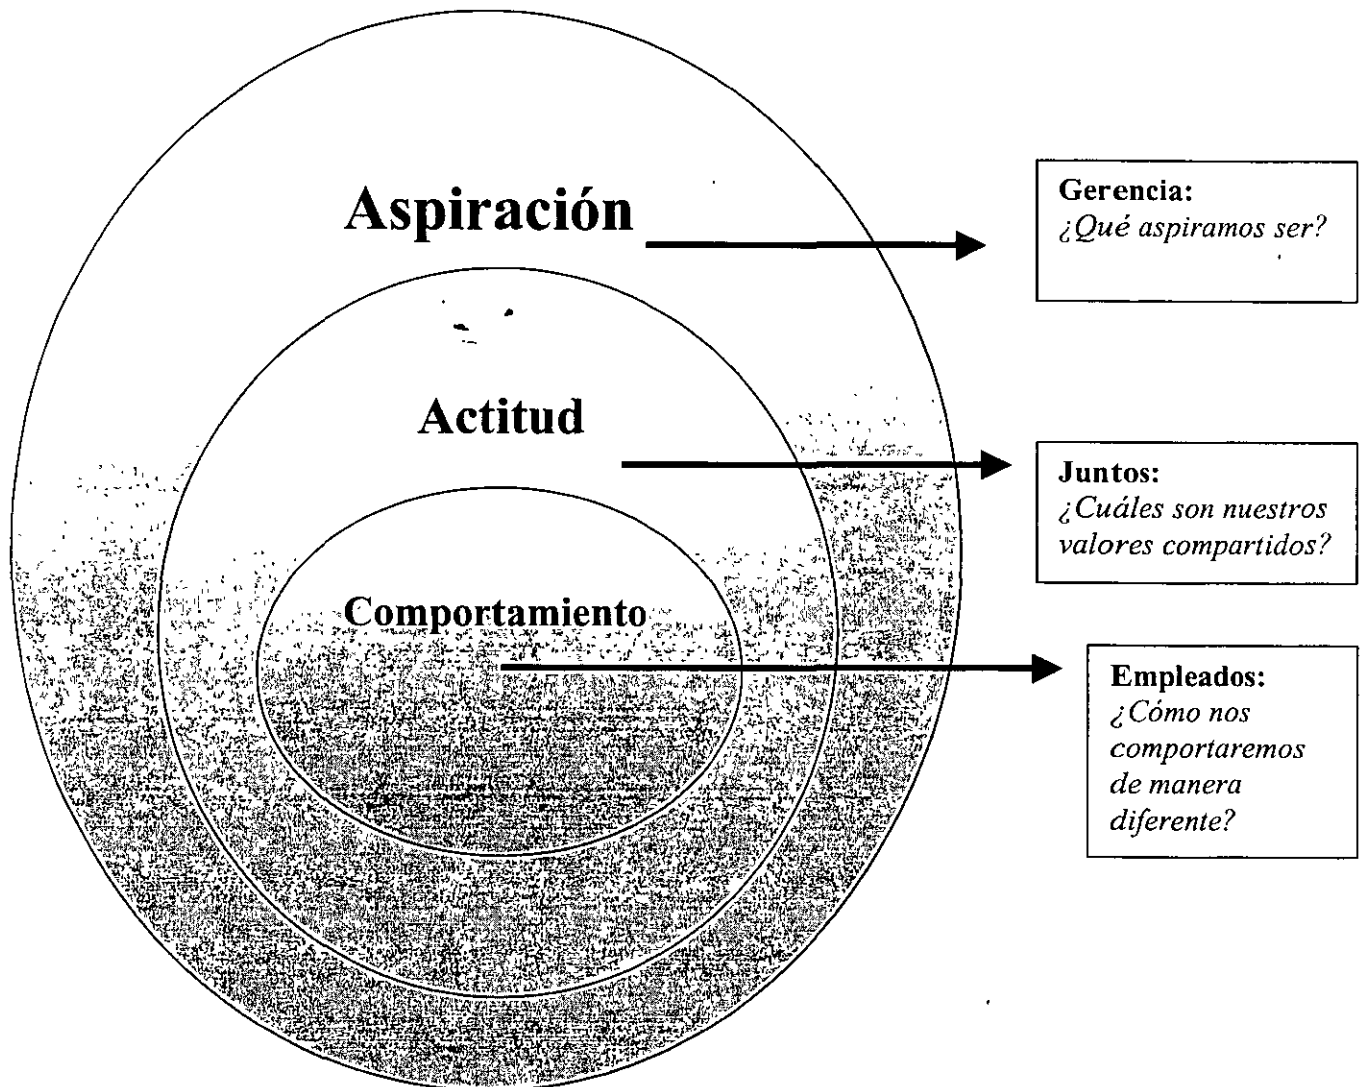 Aspiración
Gerencia:
¿Qué aspiramos ser?
Actitud
Juntos:
¿Cuáles son nuestros
valores compartidos?
Comportamiento
Empleados:
¿Cómo nos
comportaremos
de manera
diferente?